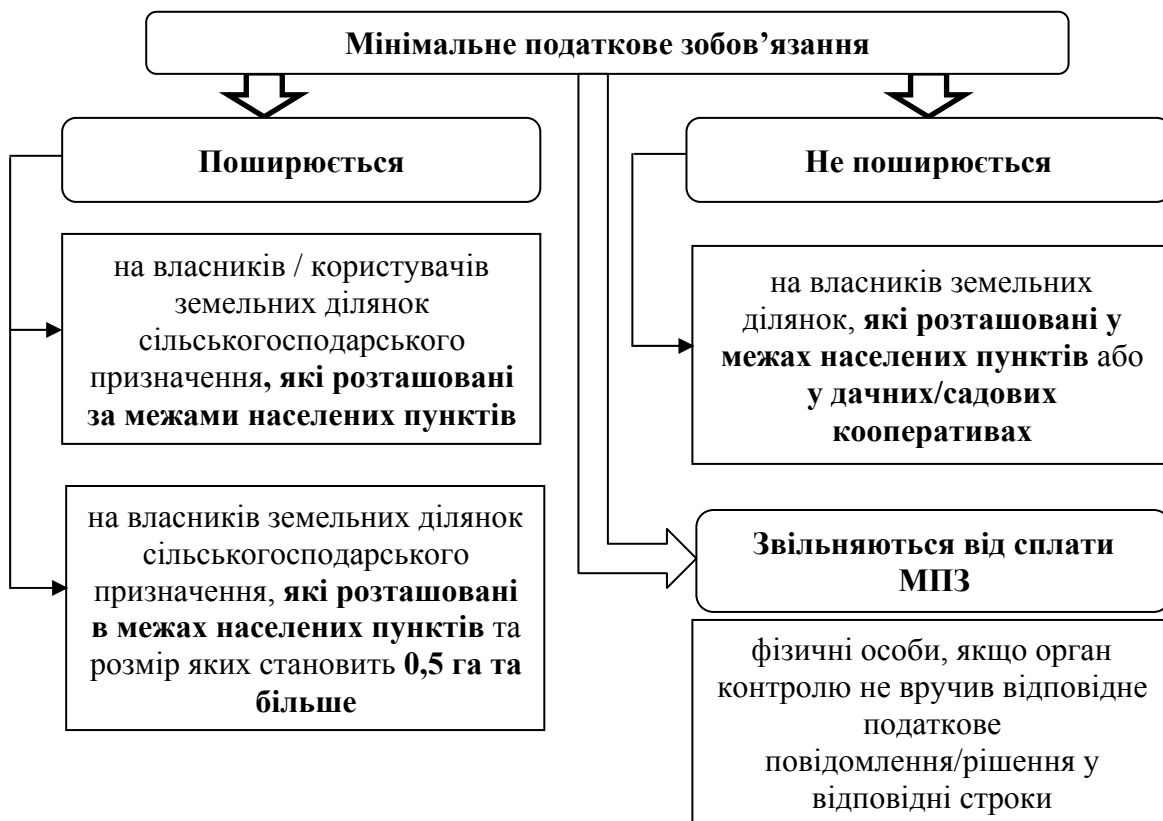 Мінімальне податкове зобов’язання
Поширюється
на власників / користувачів
земельних ділянок
сільськогосподарського
призначення, які розташовані
за межами населених пунктів
на власників земельних ділянок
сільськогосподарського
призначення, які розташовані
в межах населених пунктів та
розмір яких становить 0,5 га та
більше
Не поширюється
на власників земельних
ділянок, які розташовані у
межах населених пунктів або
у дачних/садових
кооперативах
Звільняються від сплати
МПЗ
фізичні особи, якщо орган
контролю не вручив відповідне
податкове
повідомлення/рішення у
відповідні строки